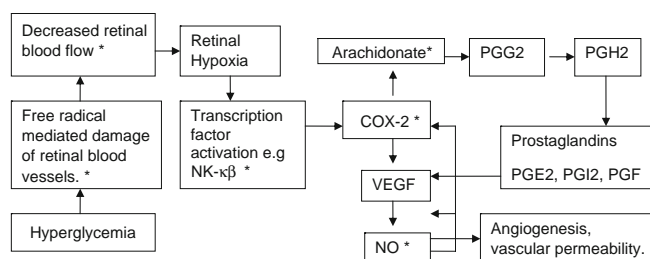 Decreased retinal
blood flow *
Retinal
Hypoxia
Arachidonate*
PGG2
PGH2
Free radical
mediated damage
of retinal blood
vessels. *
Transcription
factor
activation e.g
NK-κβ *
COX-2 *
Prostaglandins
PGE2, PGI2, PGF
VEGF
Hyperglycemia
NO *
Angiogenesis,
vascular permeability.